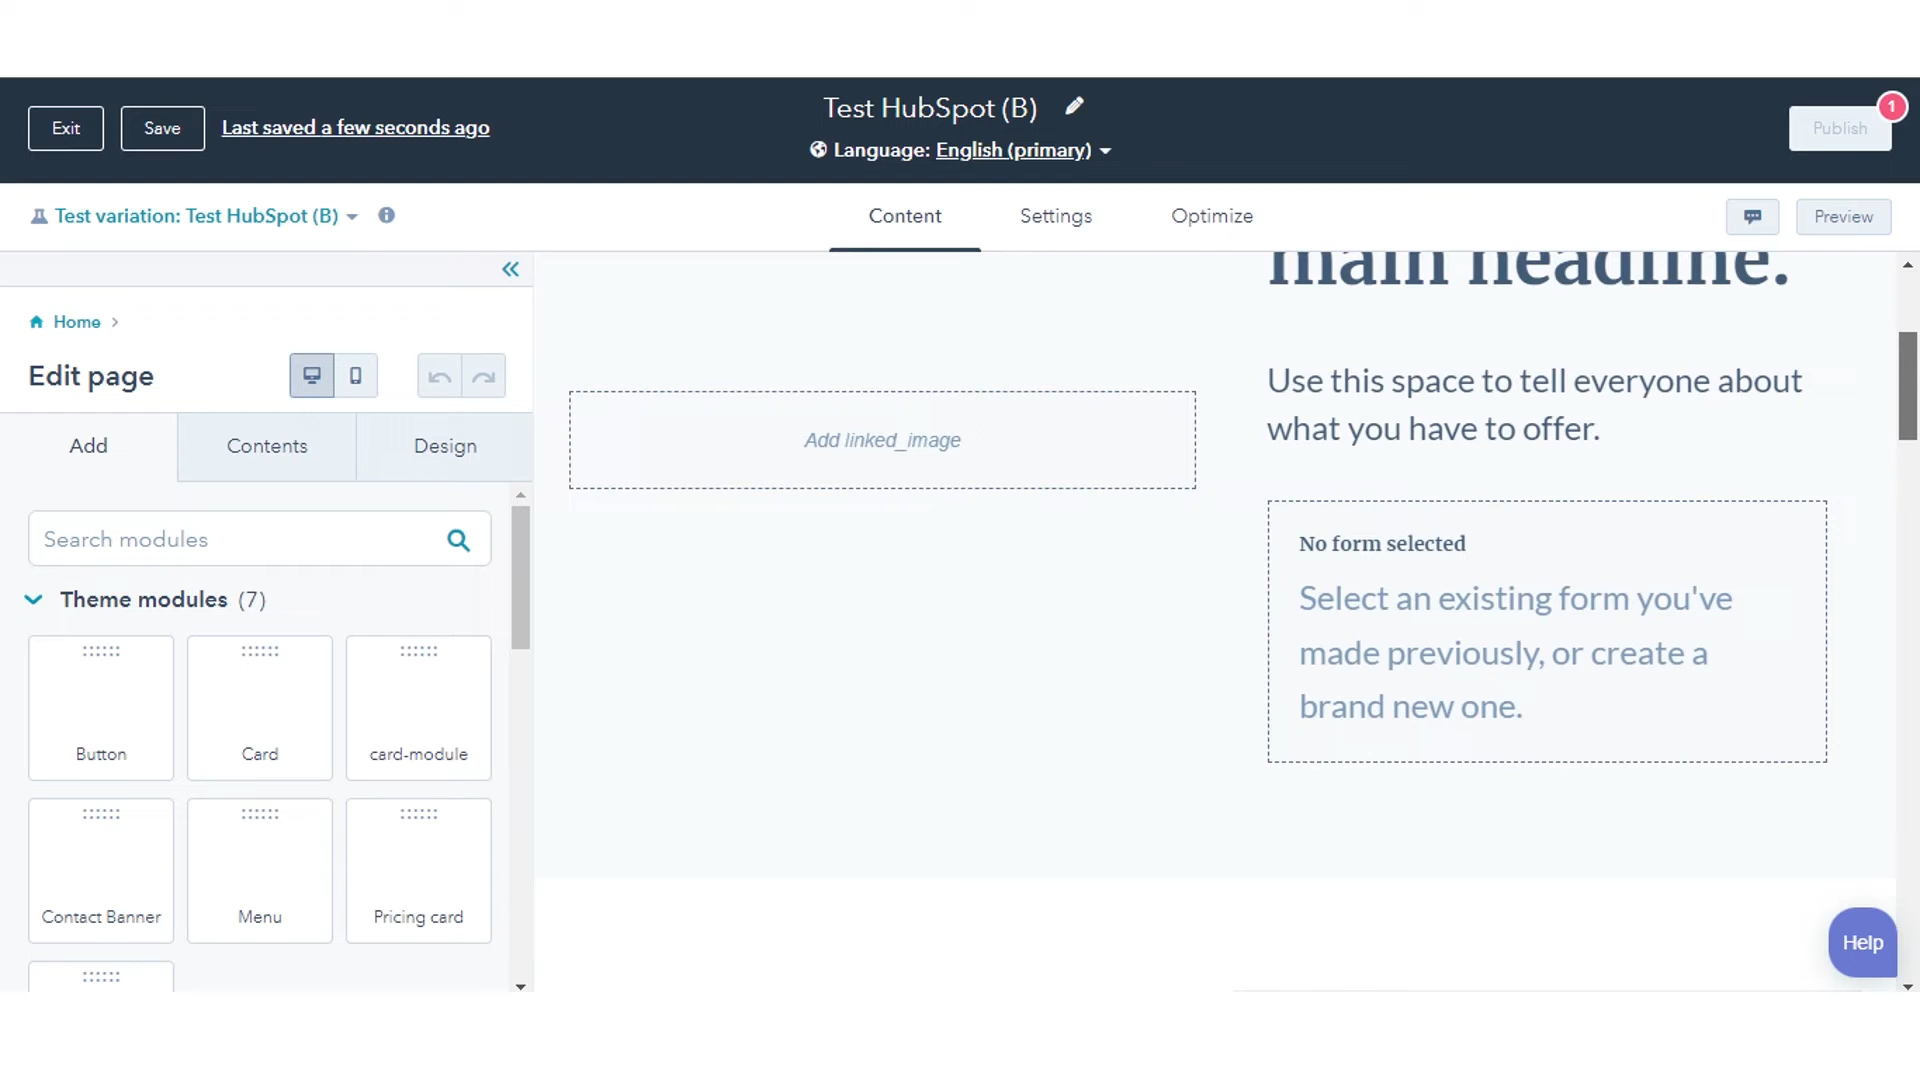 Exit
Save
Last saved a few seconds ago
Test HubSpot (B)
Language: English (primary)
Publish
1
Test variation: Test HubSpot (B)
Content
Settings
Optimize
Preview
Home
Edit page
Add
Contents
Design
Search modules
Theme modules (7)
Button
Card
card-module
Contact Banner
Menu
Pricing card
main headline.
Use this space to tell everyone about
what you have to offer.
Add linked_image
No form selected
Select an existing form you've
made previously, or create a
brand new one.
Help